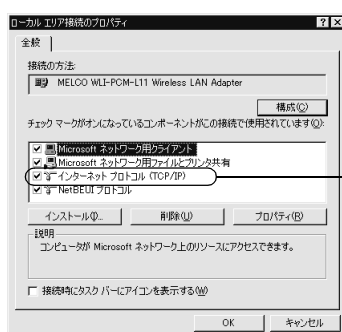 ローカル エリア接続のプロパティ
全般
接続の方法:
MELCO WLI-PCM-L11 Wireless LAN Adapter
構成(C)
チェック マークがオンになっているコンポーネントがこの接続で使用されています(O):
Microsoft ネットワーク用クライアント
Microsoft ネットワーク用ファイルとプリンタ共有
インターネット プロトコル (TCP/IP)
NetBEUI プロトコル
インストール(I)... 削除(U) プロパティ(R)
説明
コンピュータが Microsoft ネットワーク上のリソースにアクセスできます。
接続時にタスク バーにアイコンを表示する(W)
OK キャンセル